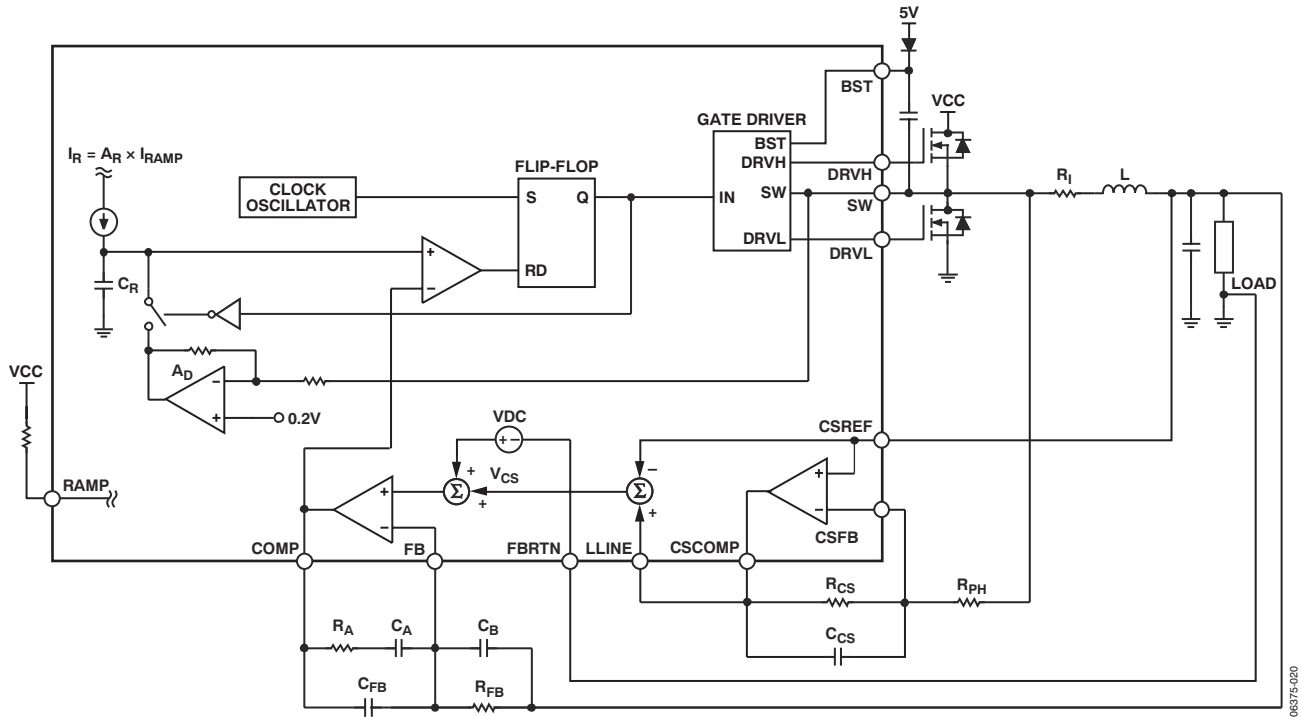 5V
BST
VCC
GATE DRIVER
BST
DRVH
IN
SW
DRVL
DRVH
SW
DRVL
I_R = A_R × I_RAMP
FLIP-FLOP
CLOCK
OSCILLATOR
S
Q
RD
R_I
L
LOAD
C_R
+
–
VCC
A_D
–
+
0.2V
RAMP
VDC
+ –
+
V_CS
Σ
+
–
Σ
+
CSREF
+
–
CSFB
+
–
COMP
FB
FBRTN
LLINE
CSCOMP
R_CS
R_PH
C_CS
R_A
C_A
C_B
C_FB
R_FB
06375-020